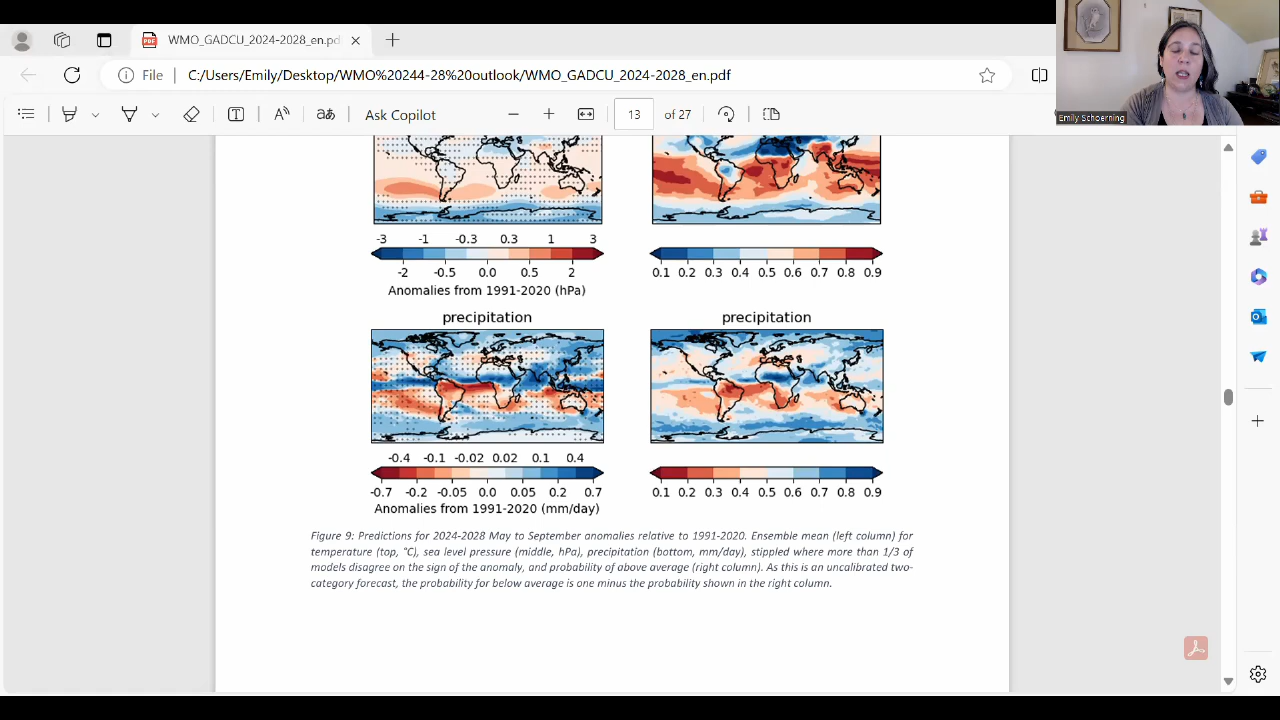 WMO_GADCU_2024-2028_en.pd
File
C:/Users/Emily/Desktop/WMO%20244-28%20outlook/WMO_GADCU_2024-2028_en.pdf
Ask Copilot
13 of 27
Emily Schoerning
-3 -1 -0.3 0.3 1 3
-2 -0.5 0.0 0.5 2
Anomalies from 1991-2020 (hPa)
0.1 0.2 0.3 0.4 0.5 0.6 0.7 0.8 0.9
precipitation
precipitation
-0.4 -0.1 -0.02 0.02 0.1 0.4
-0.7 -0.2 -0.05 0.0 0.05 0.2 0.7
Anomalies from 1991-2020 (mm/day)
0.1 0.2 0.3 0.4 0.5 0.6 0.7 0.8 0.9
Figure 9: Predictions for 2024-2028 May to September anomalies relative to 1991-2020. Ensemble mean (left column) for
temperature (top, °C), sea level pressure (middle, hPa), precipitation (bottom, mm/day), stippled where more than 1/3 of
models disagree on the sign of the anomaly, and probability of above average (right column). As this is an uncalibrated two-
category forecast, the probability for below average is one minus the probability shown in the right column.